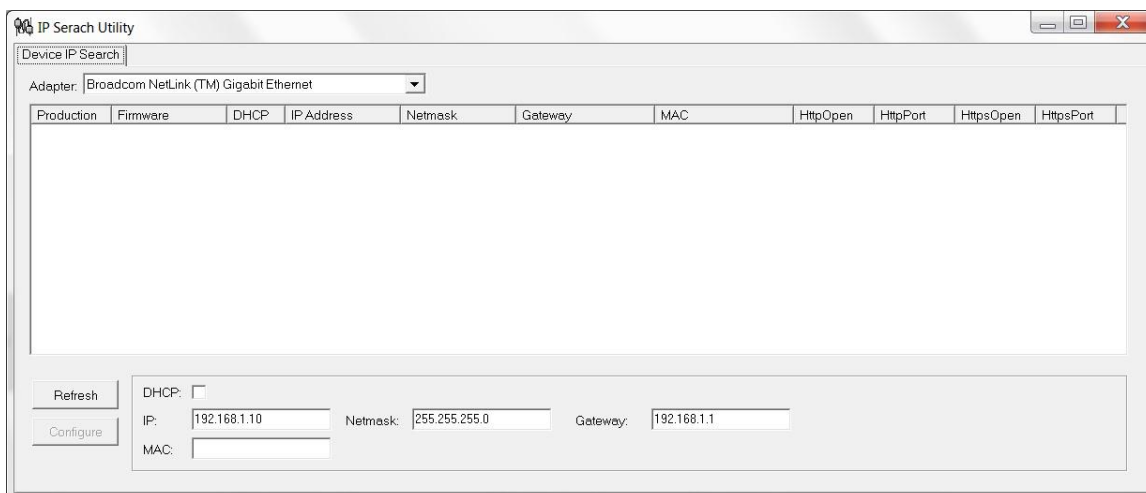 IP Serach Utility
Device IP Search
Adapter: Broadcom NetLink (TM) Gigabit Ethernet
Production Firmware DHCP IP Address Netmask Gateway MAC HttpOpen HttpPort HttpsOpen HttpsPort
Refresh
Configure
DHCP:
IP: 192.168.1.10 Netmask: 255.255.255.0 Gateway: 192.168.1.1
MAC: